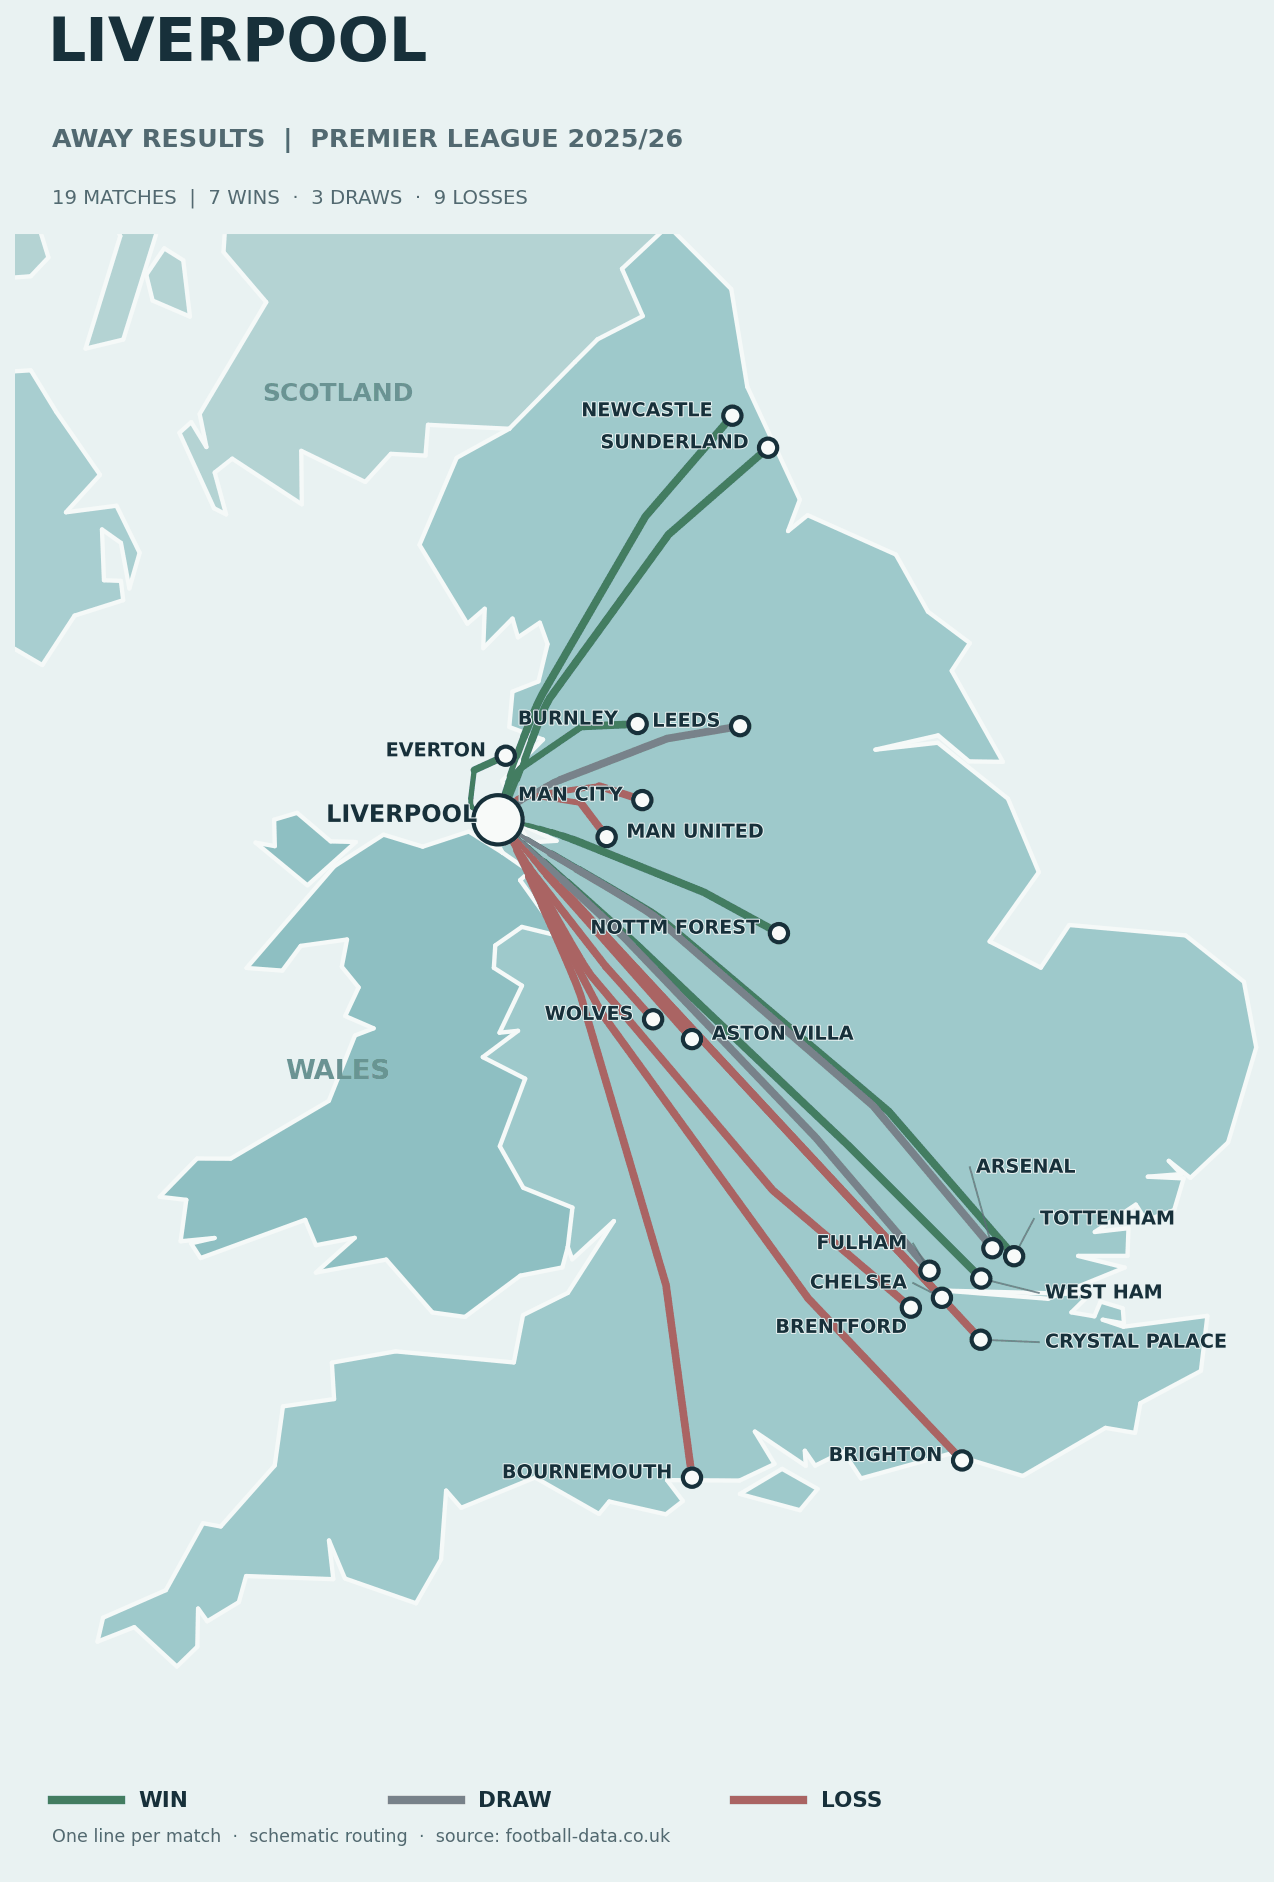 LIVERPOOL
AWAY RESULTS | PREMIER LEAGUE 2025/26
19 MATCHES | 7 WINS · 3 DRAWS · 9 LOSSES
SCOTLAND
NEWCASTLE
SUNDERLAND
BURNLEY
LEEDS
EVERTON
MAN CITY
LIVERPOOL
MAN UNITED
NOTTM FOREST
WOLVES
ASTON VILLA
WALES
ARSENAL
TOTTENHAM
FULHAM
CHELSEA
WEST HAM
BRENTFORD
CRYSTAL PALACE
BRIGHTON
BOURNEMOUTH
WIN
DRAW
LOSS
One line per match · schematic routing · source: football-data.co.uk